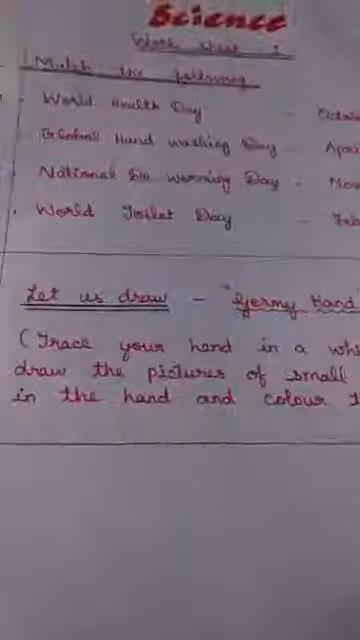 Science
Work sheet 1
Match the following
World Health Day -
Global Hand washing Day -
National De worming Day -
World Toilet Day -
Let us draw - "Germy Hand
(Trace your hand in a
draw the pictures of small
in the hand and colour